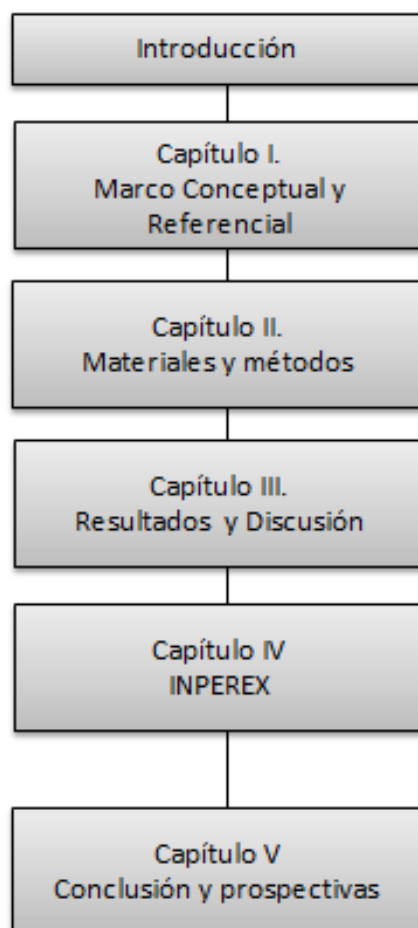 Introducción
Capítulo I.
Marco Conceptual y
Referencial
Capítulo II.
Materiales y métodos
Capítulo III.
Resultados y Discusión
Capítulo IV
INPEREX
Capítulo V
Conclusión y prospectivas